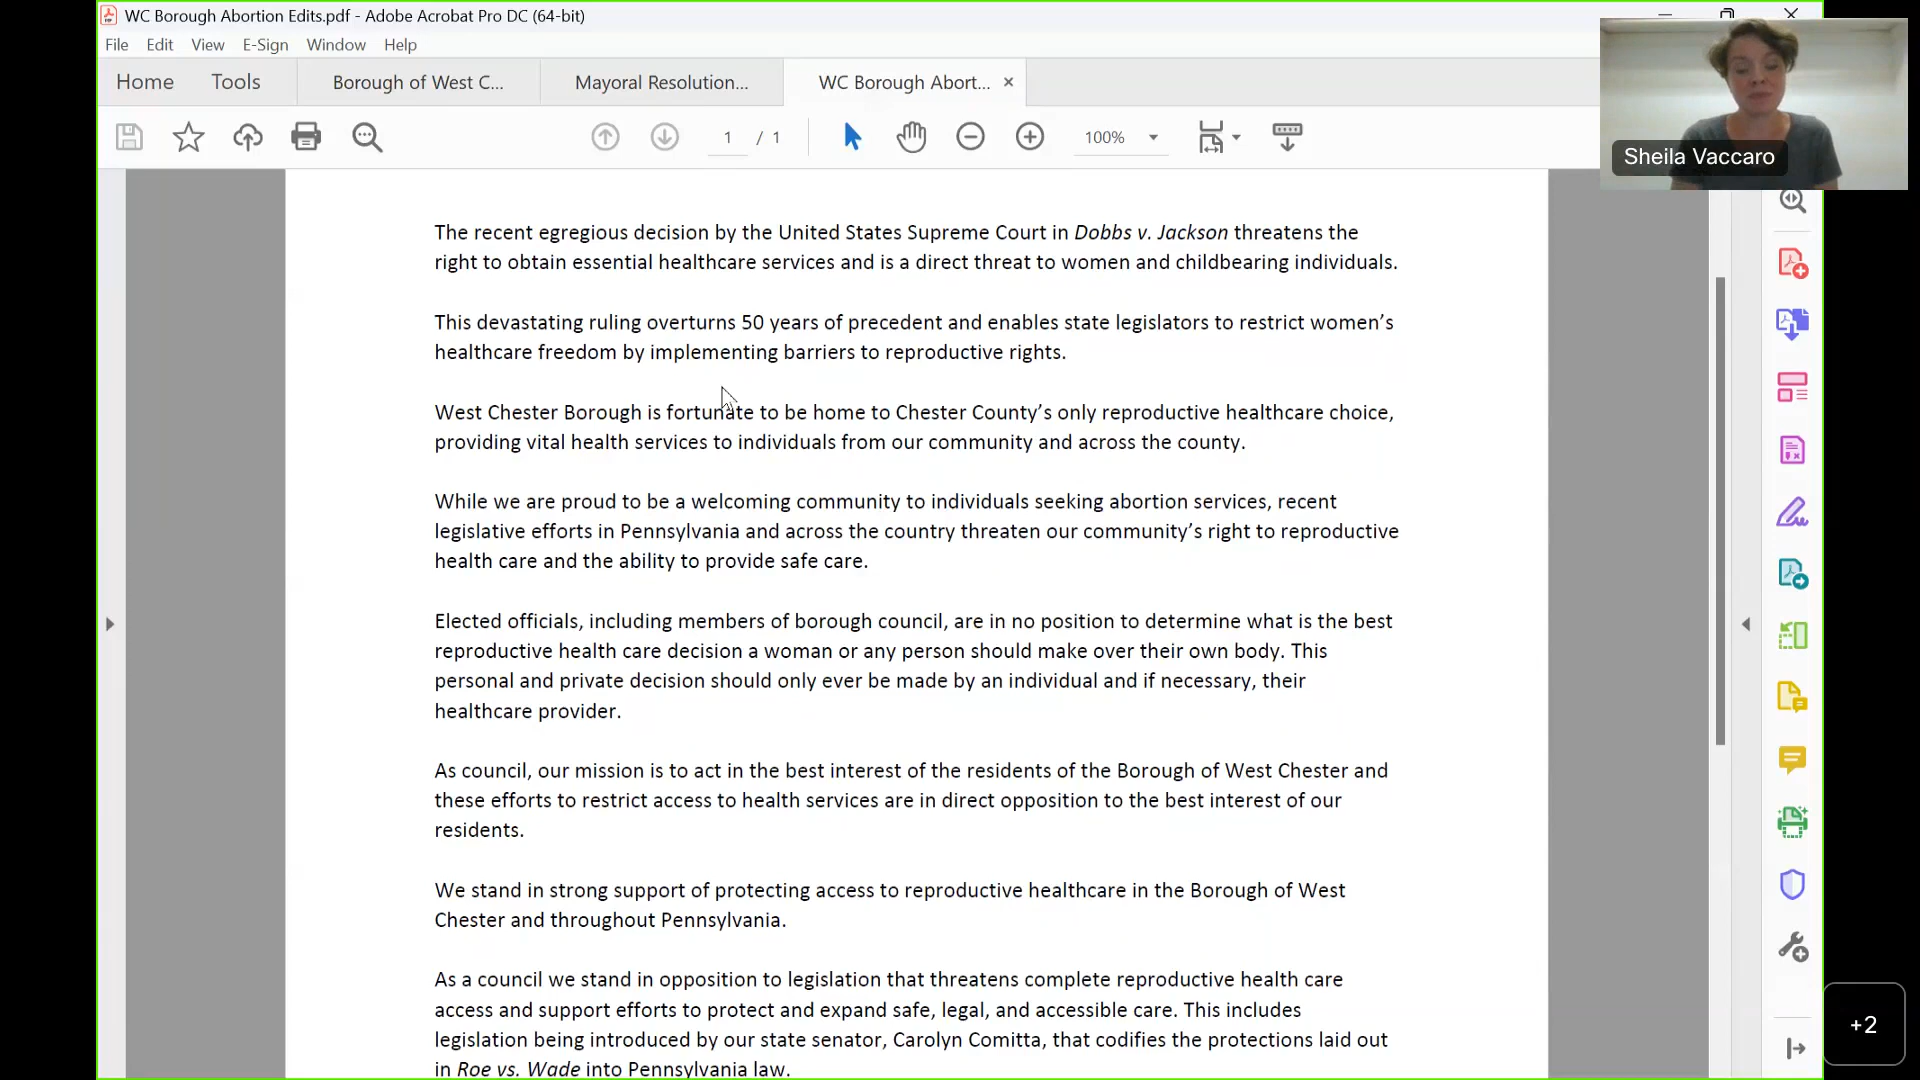 WC Borough Abortion Edits.pdf - Adobe Acrobat Pro DC (64-bit)
File Edit View E-Sign Window Help
Home Tools Borough of West C... Mayoral Resolution... WC Borough Abort... ×
1 / 1 100%
Sheila Vaccaro
The recent egregious decision by the United States Supreme Court in Dobbs v. Jackson threatens the
right to obtain essential healthcare services and is a direct threat to women and childbearing individuals.
This devastating ruling overturns 50 years of precedent and enables state legislators to restrict women’s
healthcare freedom by implementing barriers to reproductive rights.
West Chester Borough is fortunate to be home to Chester County’s only reproductive healthcare choice,
providing vital health services to individuals from our community and across the county.
While we are proud to be a welcoming community to individuals seeking abortion services, recent
legislative efforts in Pennsylvania and across the country threaten our community’s right to reproductive
health care and the ability to provide safe care.
Elected officials, including members of borough council, are in no position to determine what is the best
reproductive health care decision a woman or any person should make over their own body. This
personal and private decision should only ever be made by an individual and if necessary, their
healthcare provider.
As council, our mission is to act in the best interest of the residents of the Borough of West Chester and
these efforts to restrict access to health services are in direct opposition to the best interest of our
residents.
We stand in strong support of protecting access to reproductive healthcare in the Borough of West
Chester and throughout Pennsylvania.
As a council we stand in opposition to legislation that threatens complete reproductive health care
access and support efforts to protect and expand safe, legal, and accessible care. This includes
legislation being introduced by our state senator, Carolyn Comitta, that codifies the protections laid out
in Roe vs. Wade into Pennsylvania law.
+2